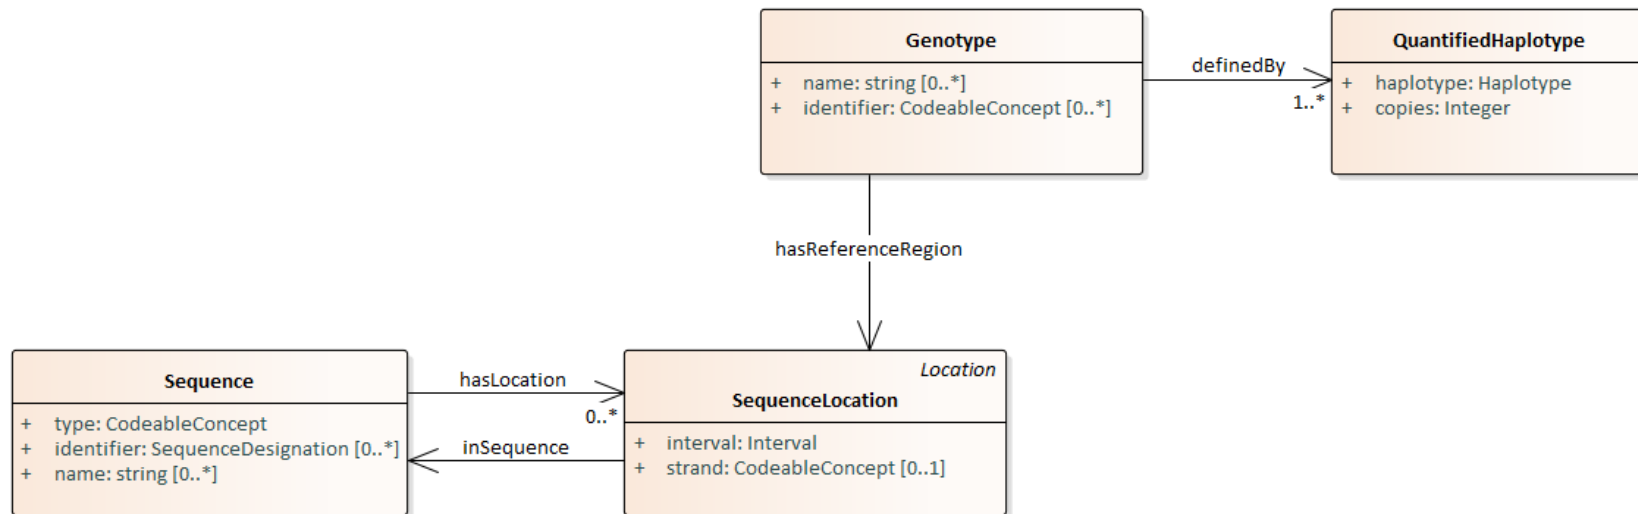 Genotype
+ name: string [0..*]
+ identifier: CodeableConcept [0..*]
definedBy
1..*
QuantifiedHaplotype
+ haplotype: Haplotype
+ copies: Integer
hasReferenceRegion
Sequence
+ type: CodeableConcept
+ identifier: SequenceDesignation [0..*]
+ name: string [0..*]
hasLocation
0..*
inSequence
Location
SequenceLocation
+ interval: Interval
+ strand: CodeableConcept [0..1]